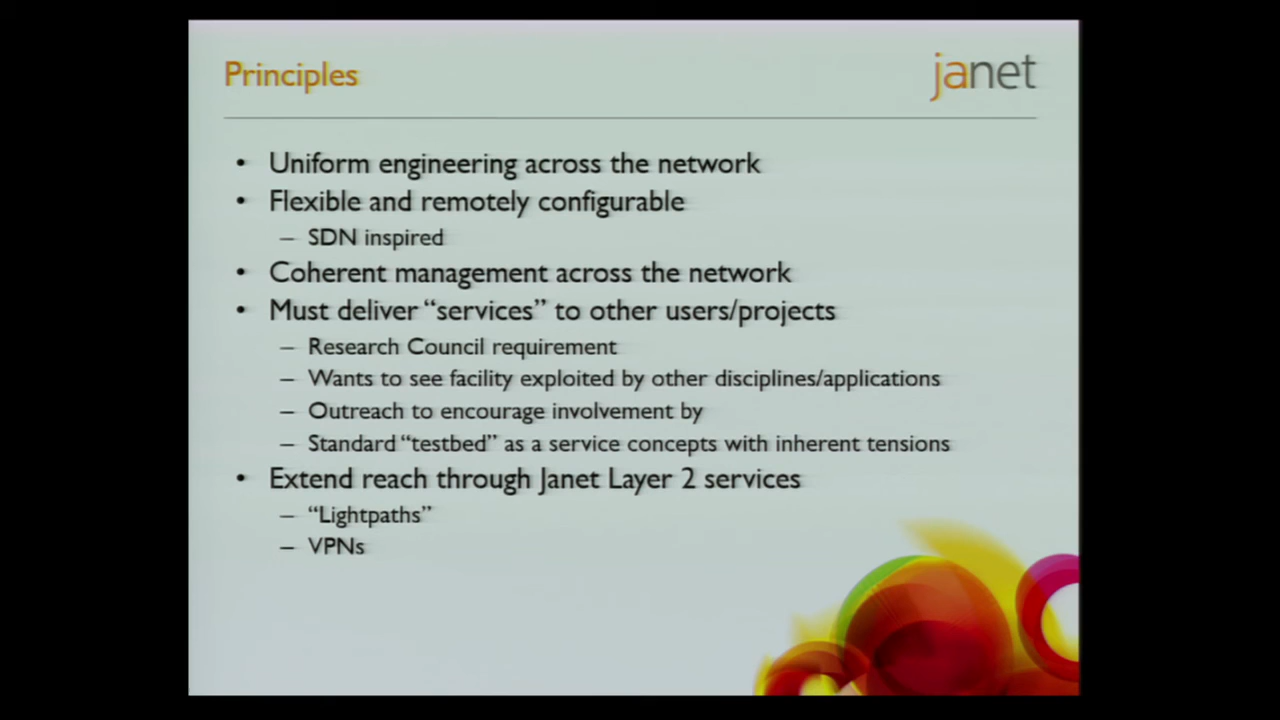 Principles
janet
• Uniform engineering across the network
• Flexible and remotely configurable
– SDN inspired
• Coherent management across the network
• Must deliver “services” to other users/projects
– Research Council requirement
– Wants to see facility exploited by other disciplines/applications
– Outreach to encourage involvement by
– Standard “testbed” as a service concepts with inherent tensions
• Extend reach through Janet Layer 2 services
– “Lightpaths”
– VPNs